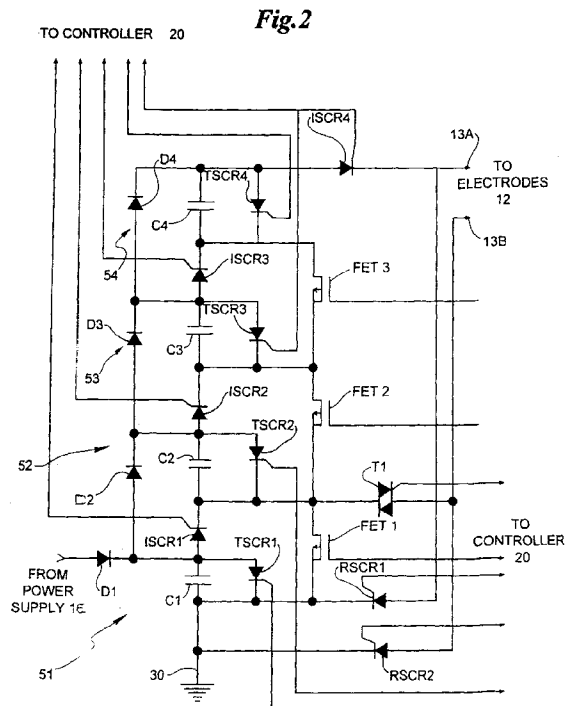 Fig.2
TO CONTROLLER 20
ISCR4
13A
D4
TSCR4
TO
ELECTRODES
12
C4
13B
54
ISCR3
FET 3
TSCR3
D3
C3
53
ISCR2
FET 2
TSCR2
52
C2
T1
D2
ISCR1
TSCR1
FET 1
TO
CONTROLLER
20
RSCR1
FROM
POWER
SUPPLY
D1
C1
51
30
RSCR2